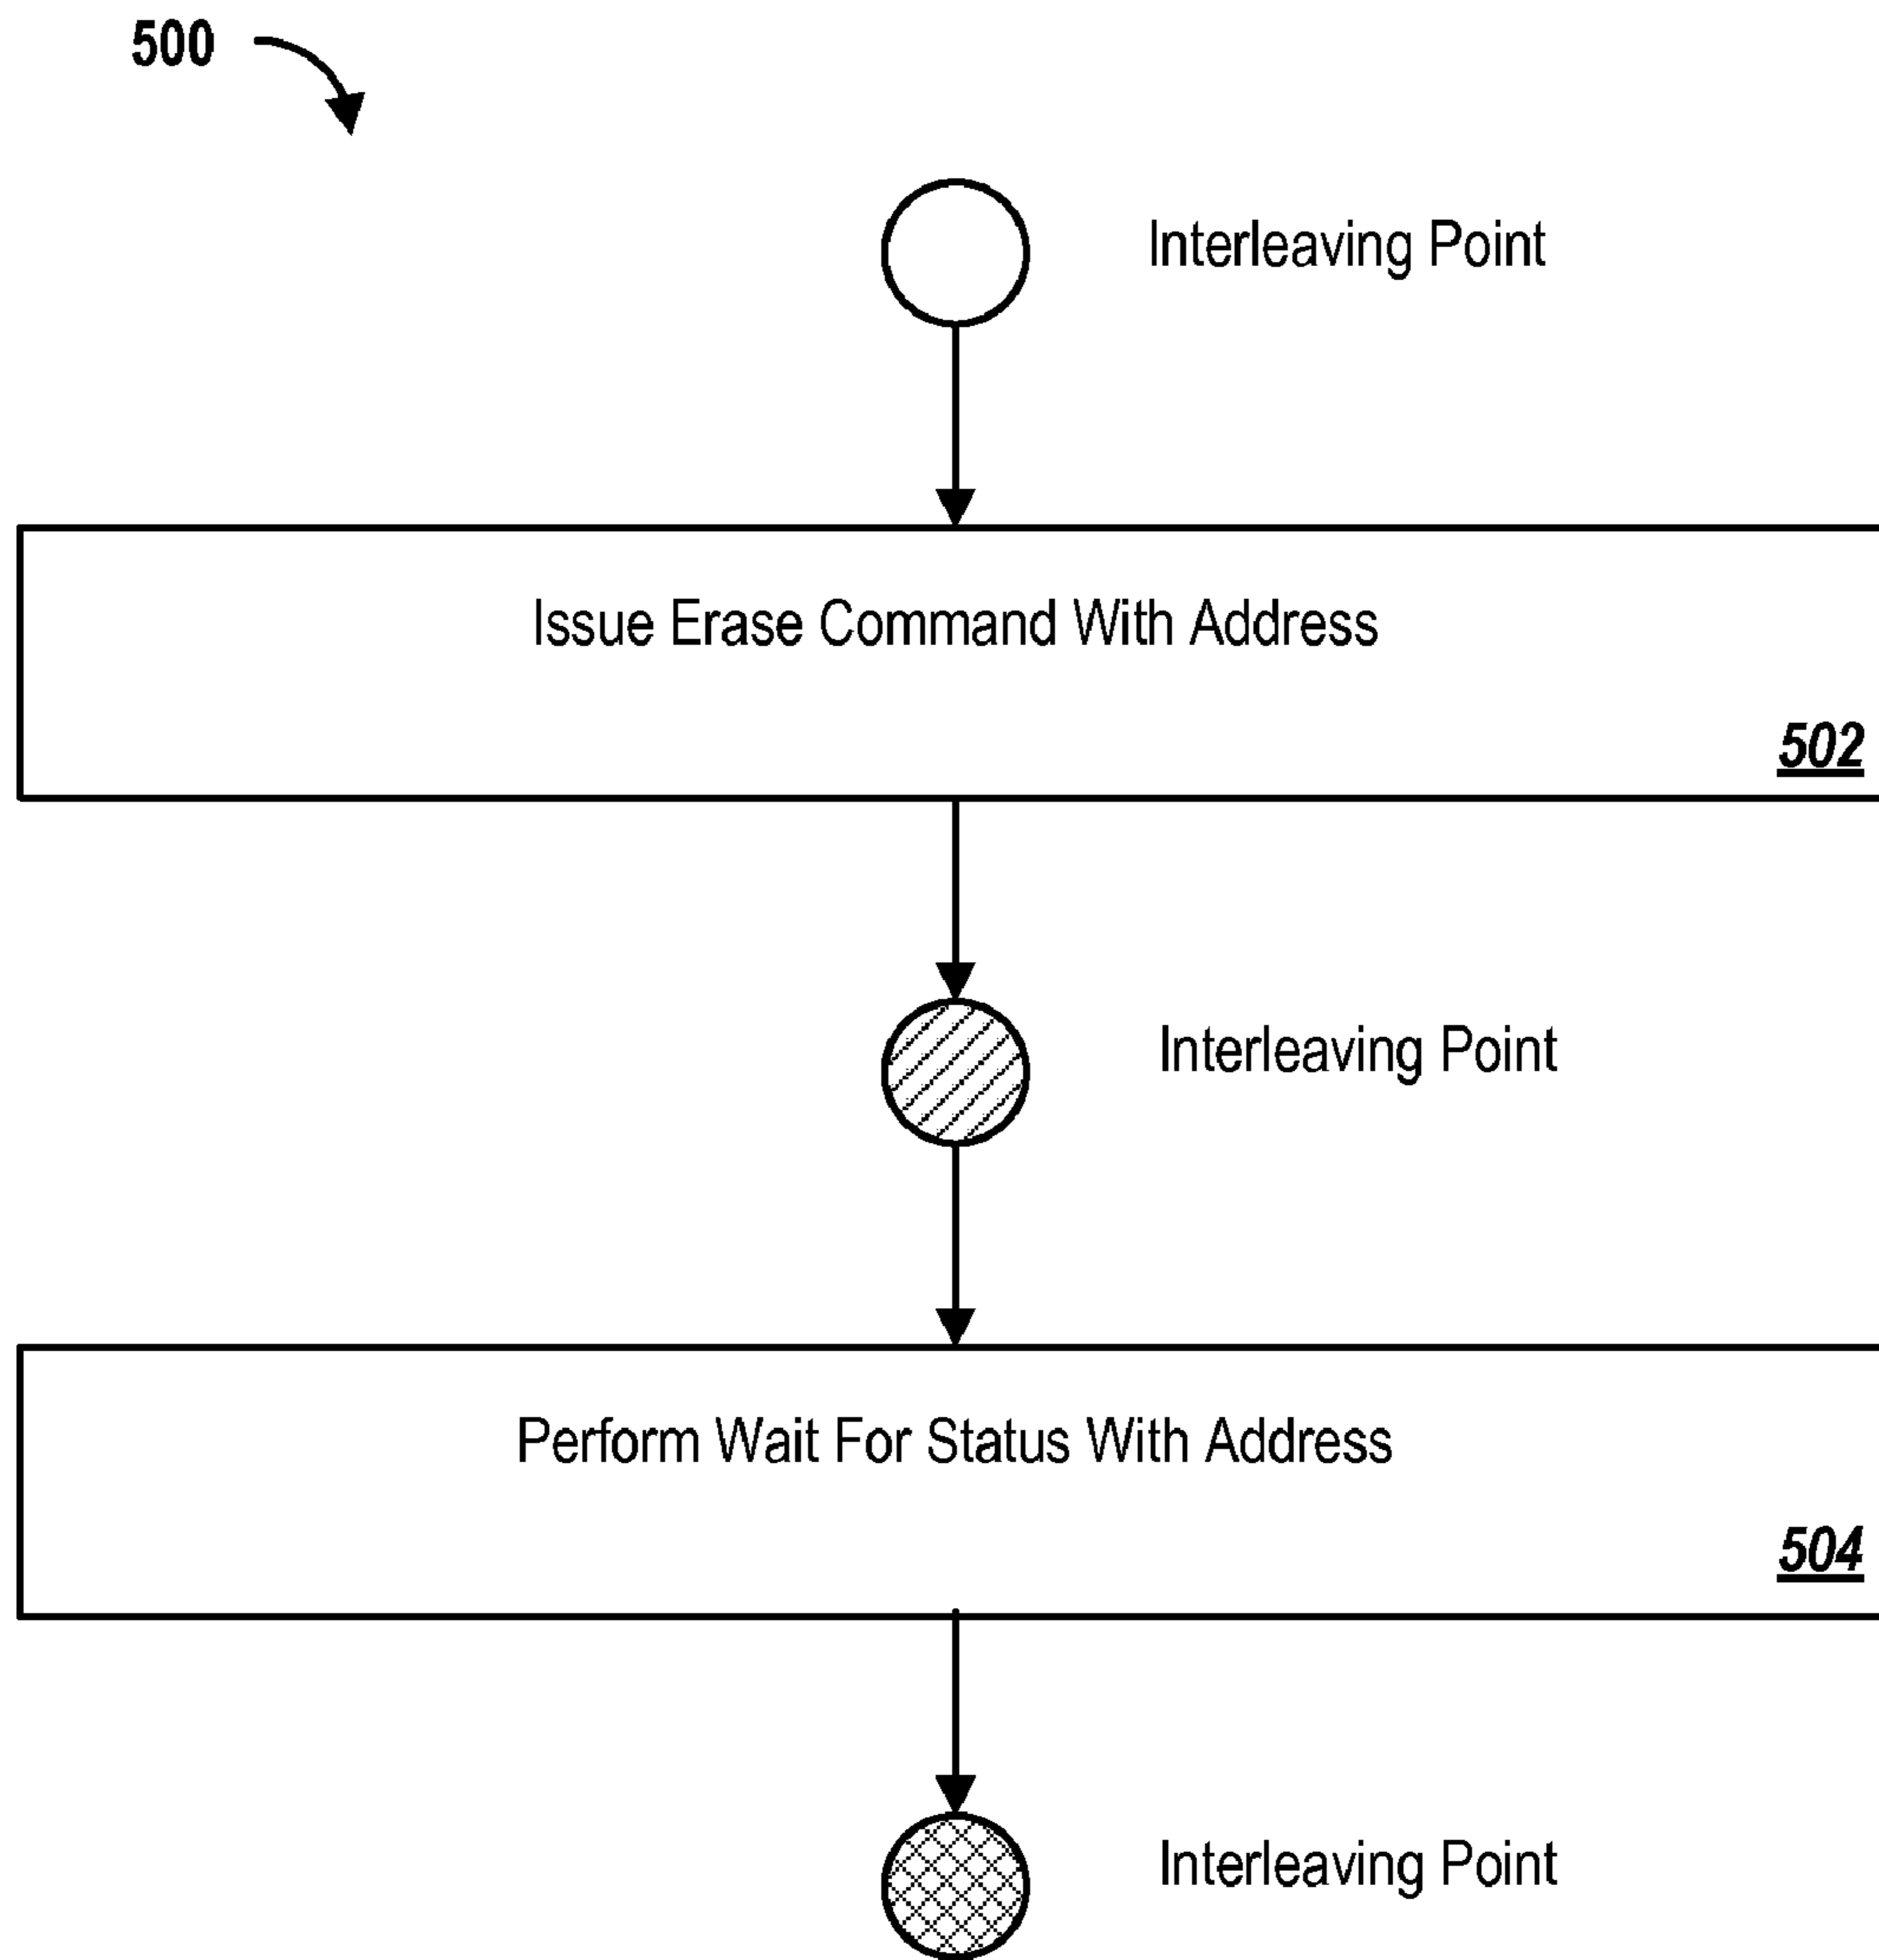 500
Interleaving Point
Issue Erase Command With Address
502
Interleaving Point
Perform Wait For Status With Address
504
Interleaving Point